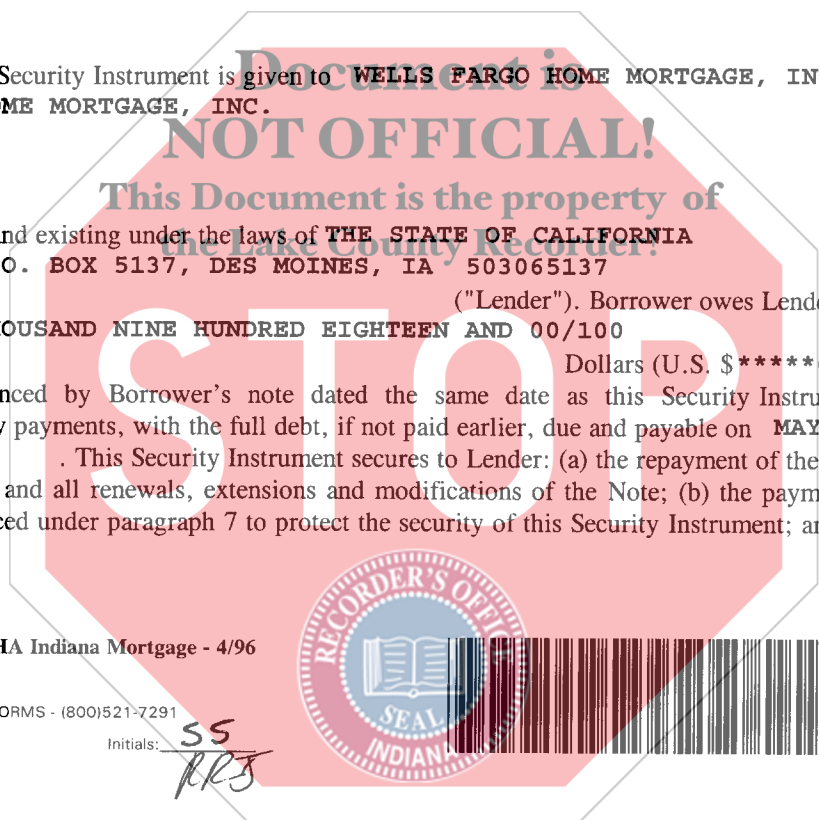 Document is
Security Instrument is given to WELLS FARGO HOME MORTGAGE, IN
ME MORTGAGE, INC.
NOT OFFICIAL!
This Document is the property of
the Lake County Recorder!
nd existing under the laws of THE STATE OF CALIFORNIA
O. BOX 5137, DES MOINES, IA 503065137
("Lender"). Borrower owes Lende
OUSAND NINE HUNDRED EIGHTEEN AND 00/100
Dollars (U.S. $*****
STOP
nced by Borrower's note dated the same date as this Security Instru
y payments, with the full debt, if not paid earlier, due and payable on MAY
. This Security Instrument secures to Lender: (a) the repayment of the
and all renewals, extensions and modifications of the Note; (b) the paym
ced under paragraph 7 to protect the security of this Security Instrument; an
RECORDER'S OFFICE
SEAL
INDIANA
HA Indiana Mortgage - 4/96
ORMS - (800)521-7291
Initials: SS
RRJ